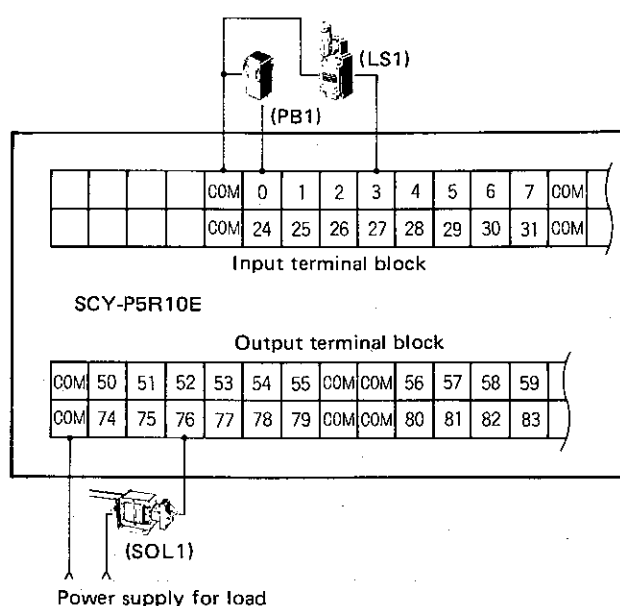 (LS1)
(PB1)
COM 0 1 2 3 4 5 6 7 COM
COM 24 25 26 27 28 29 30 31 COM
Input terminal block
SCY-P5R10E
Output terminal block
COM 50 51 52 53 54 55 COM COM 56 57 58 59
COM 74 75 76 77 78 79 COM COM 80 81 82 83
(SOL1)
Power supply for load